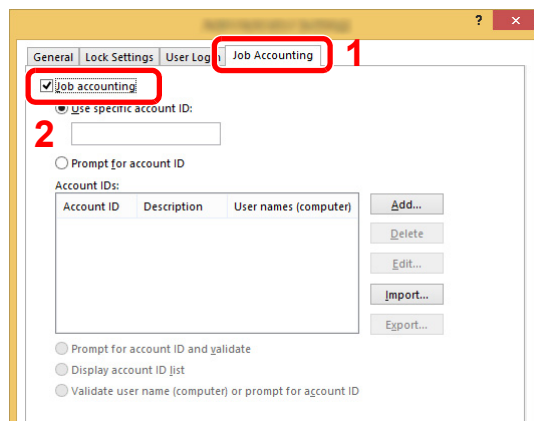 ?
General Lock Settings User Login Job Accounting 1
Job accounting
Use specific account ID:
2
Prompt for account ID
Account IDs:
Account ID Description User names (computer)
Add...
Delete
Edit...
Import...
Export...
Prompt for account ID and validate
Display account ID list
Validate user name (computer) or prompt for account ID